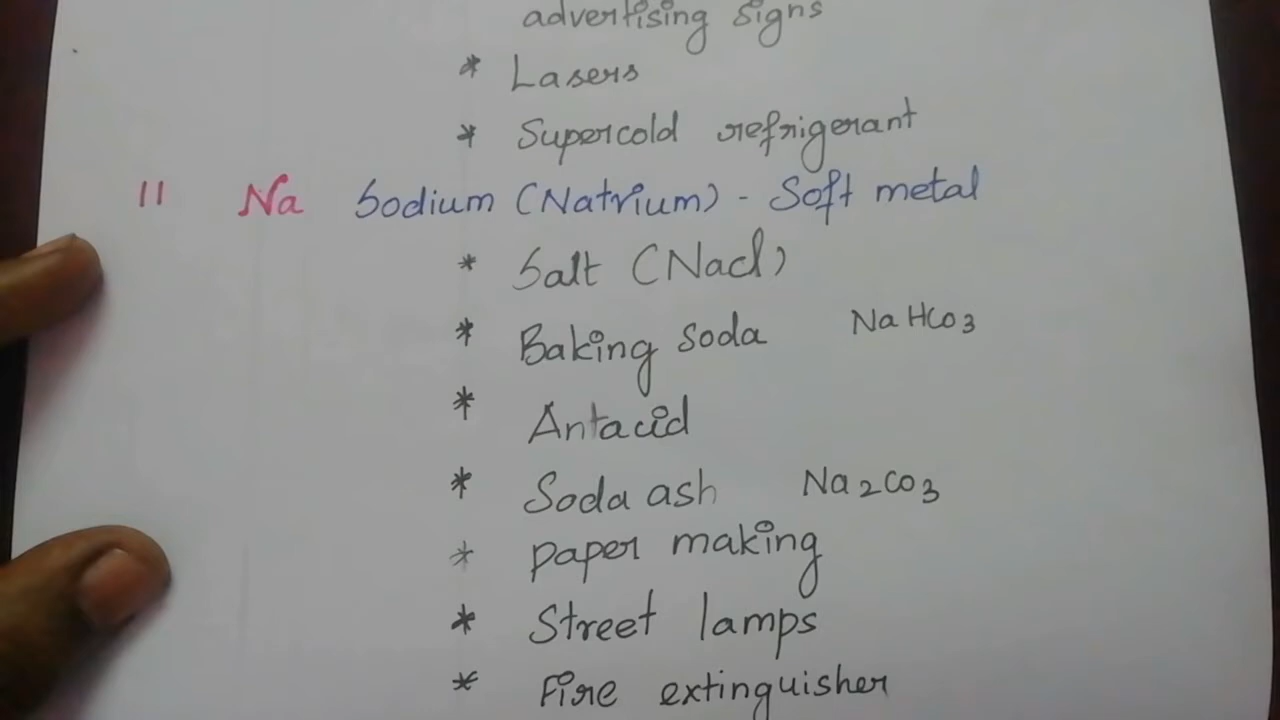 advertising signs
* Lasers
* Supercold refrigerant
11 Na Sodium (Natrium) - Soft metal
* Salt (Nacl)
* Baking Soda NaHCO3
* Antacid
* Soda ash Na2CO3
* Paper making
* Street lamps
* Fire extinguisher